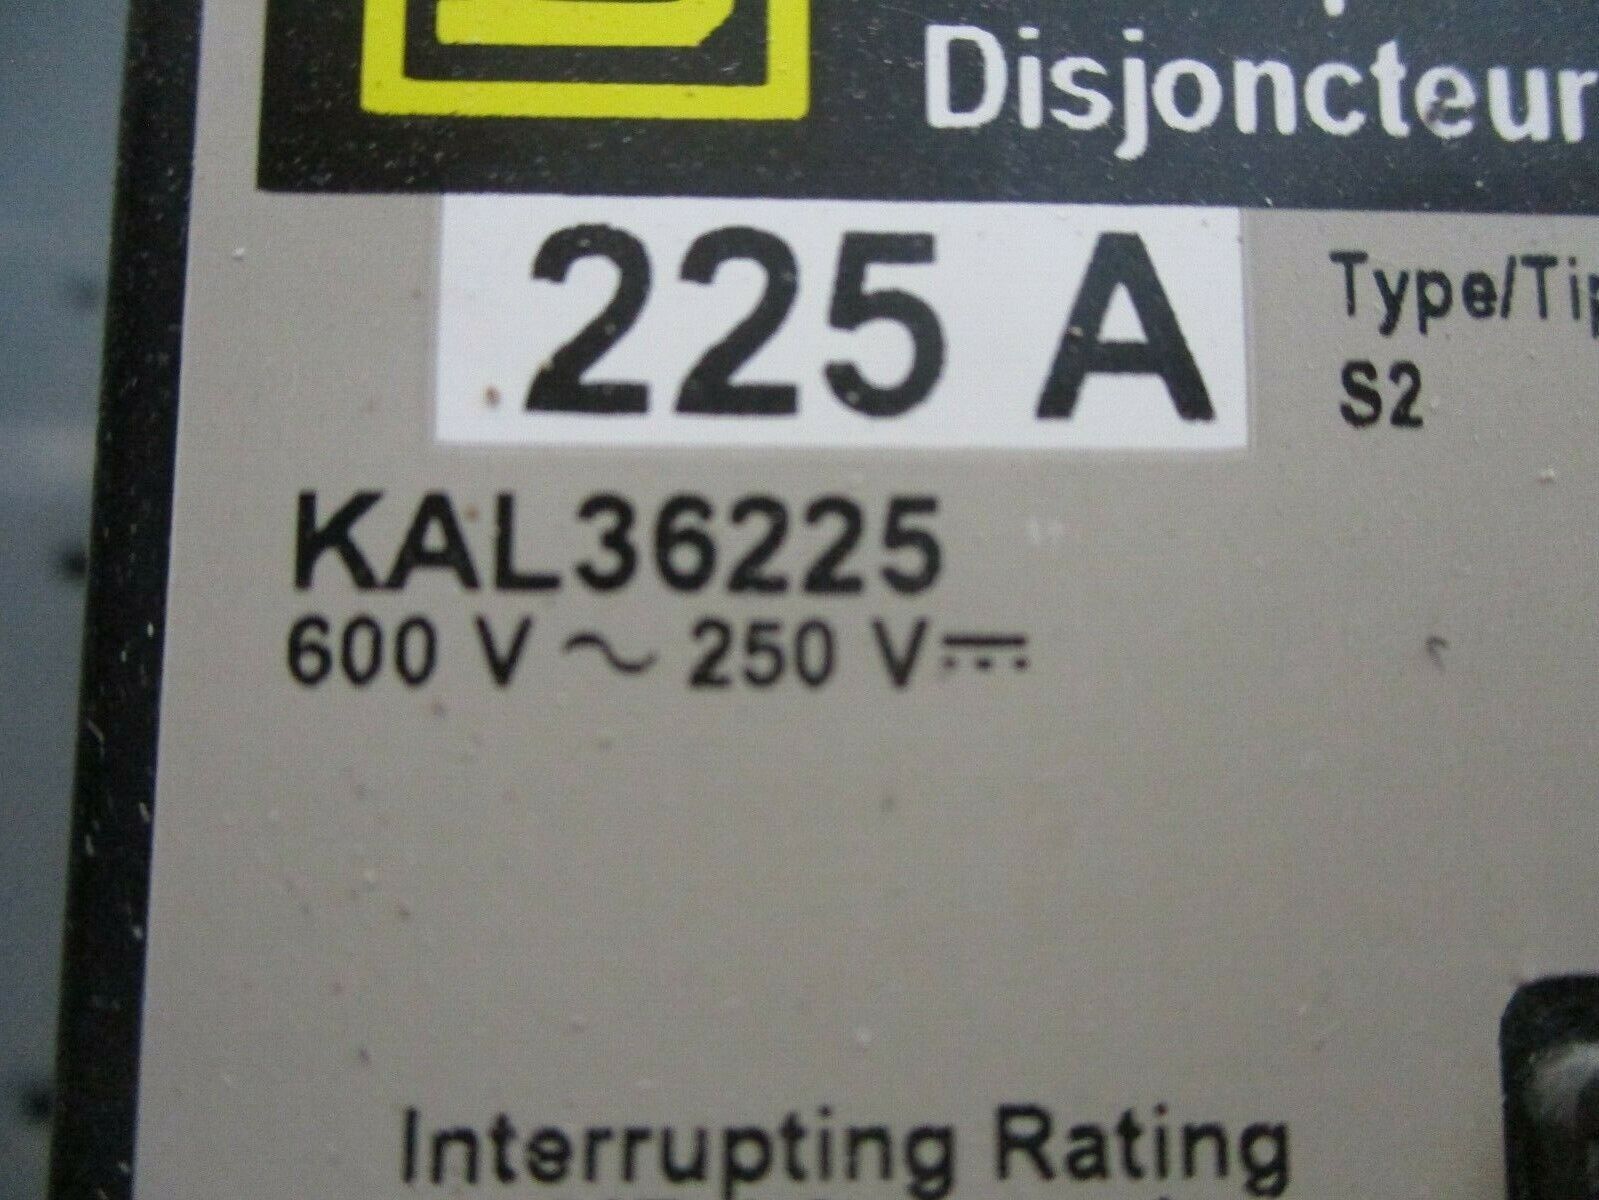 Disjoncteur
225 A
Type/Tip
S2
KAL36225
600 V ~ 250 V⎓
Interrupting Rating